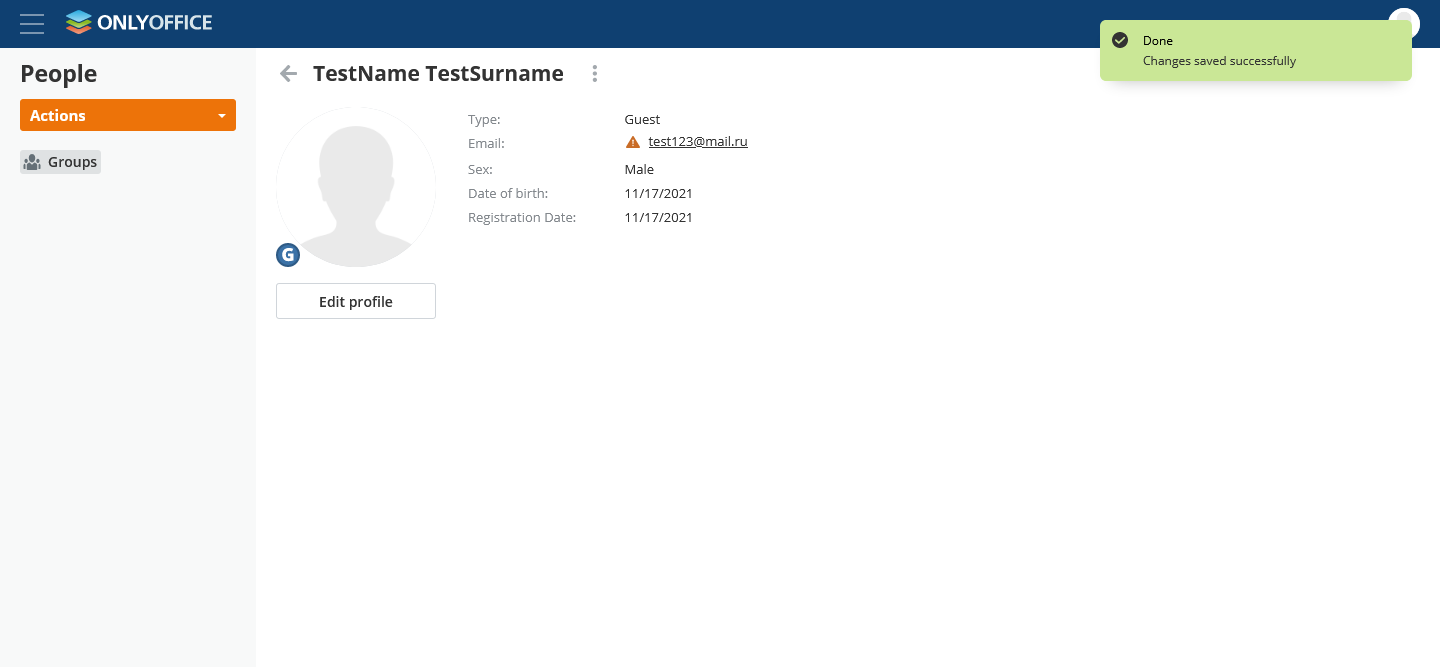 ONLYOFFICE
Done
Changes saved successfully
People
Actions
Groups
TestName TestSurname
Type: Guest
Email: test123@mail.ru
Sex: Male
Date of birth: 11/17/2021
Registration Date: 11/17/2021
G
Edit profile